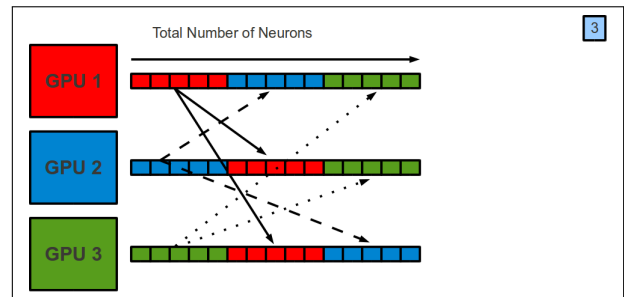 Total Number of Neurons
3
GPU 1
GPU 2
GPU 3